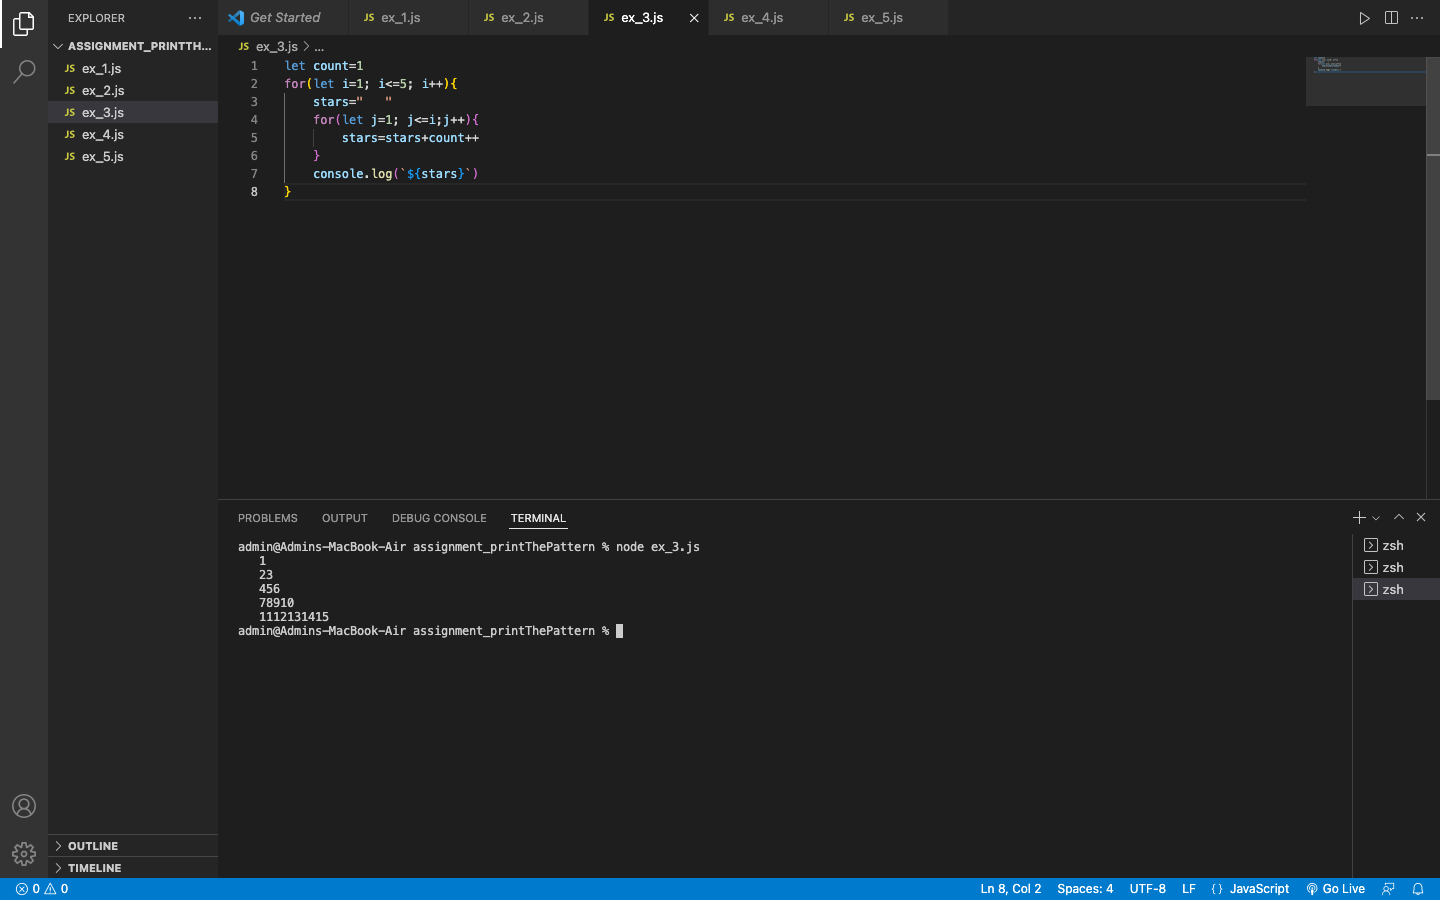 EXPLORER
ASSIGNMENT_PRINTTH...
JS ex_1.js
JS ex_2.js
JS ex_3.js
JS ex_4.js
JS ex_5.js
OUTLINE
TIMELINE
Get Started JS ex_1.js JS ex_2.js JS ex_3.js JS ex_4.js JS ex_5.js
JS ex_3.js > ...
1 let count=1
2 for(let i=1; i<=5; i++){
3     stars="   "
4     for(let j=1; j<=i;j++){
5         stars=stars+count++
6     }
7     console.log(`${stars}`)
8 }
PROBLEMS OUTPUT DEBUG CONSOLE TERMINAL
admin@Admins-MacBook-Air assignment_printThePattern % node ex_3.js
   1
   23
   456
   78910
   1112131415
admin@Admins-MacBook-Air assignment_printThePattern %
zsh
zsh
zsh
0 0 Ln 8, Col 2 Spaces: 4 UTF-8 LF {} JavaScript Go Live